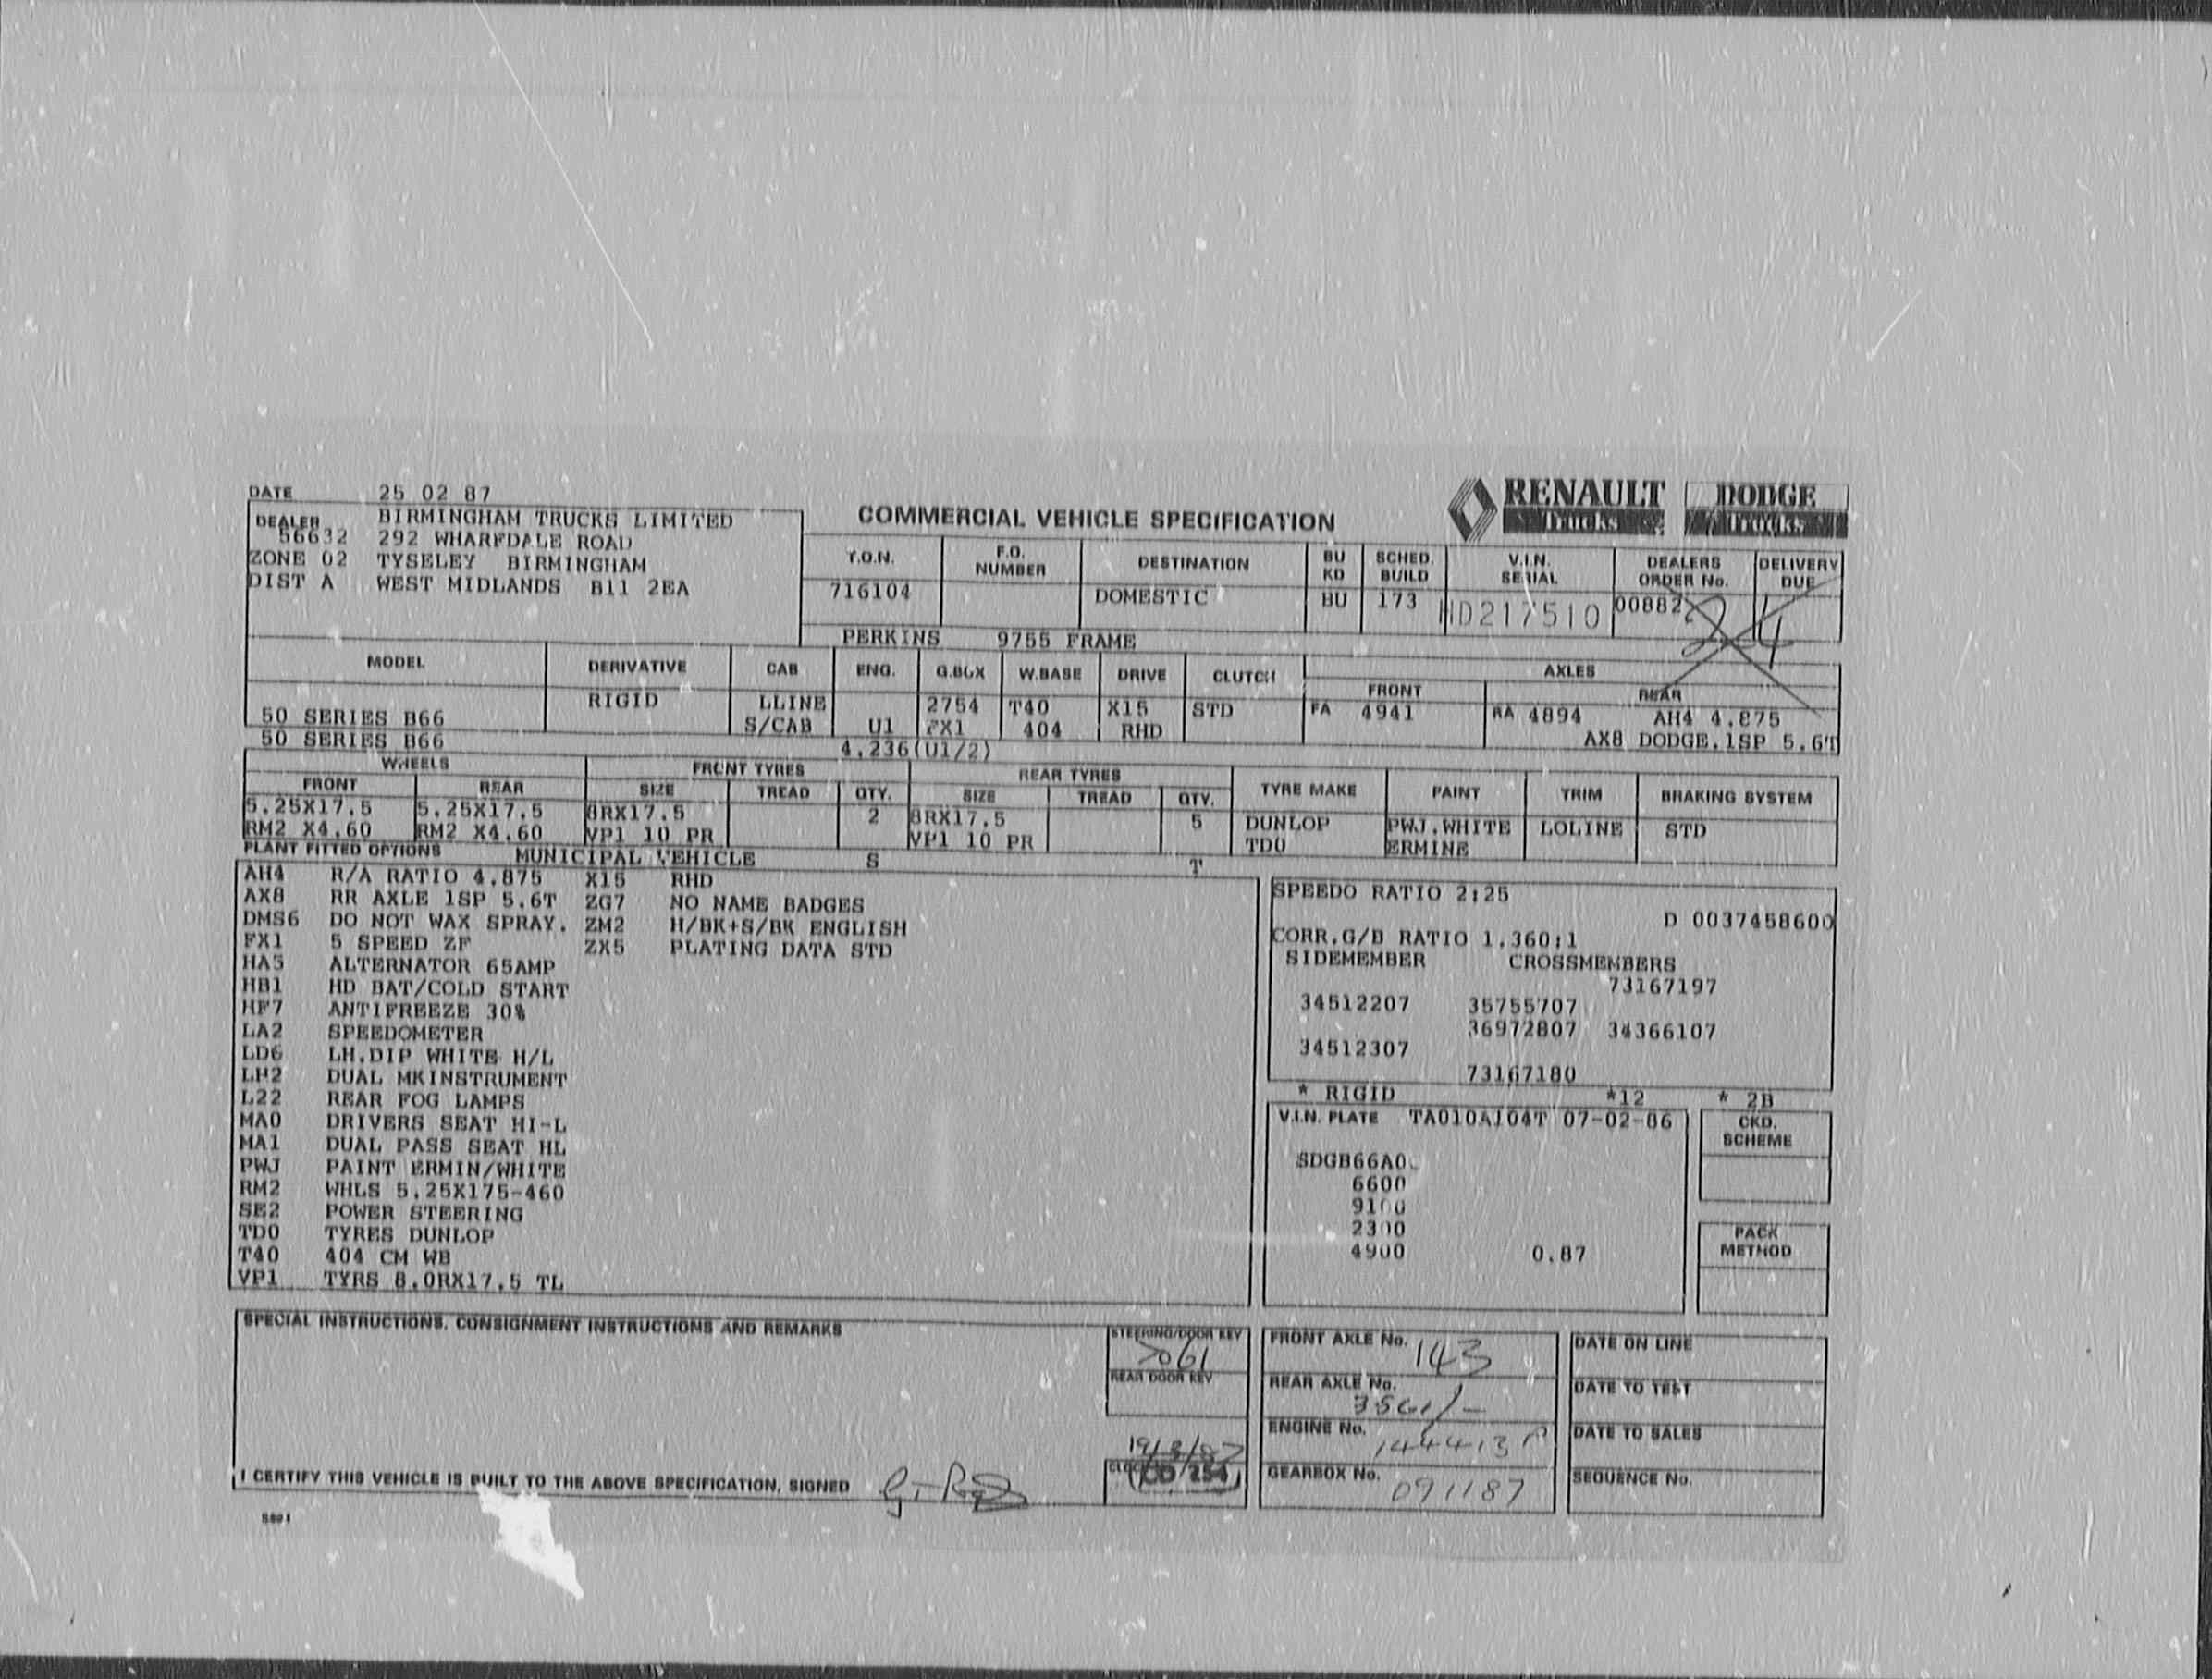 DATE 25 02 87
DEALER BIRMINGHAM TRUCKS LIMITED
56632 292 WHARFDALE ROAD
ZONE 02 TYSELEY BIRMINGHAM
DIST A WEST MIDLANDS B11 2EA
COMMERCIAL VEHICLE SPECIFICATION
RENAULT Trucks
DODGE Trucks
T.O.N. F.O. NUMBER DESTINATION BU KD SCHED. BUILD V.I.N. SERIAL DEALERS ORDER No. DELIVERY DUE
716104 DOMESTIC BU 173 HD217510 00882 24
PERKINS 9755 FRAME
MODEL DERIVATIVE CAB ENG. G.BOX W.BASE DRIVE CLUTCH AXLES
FRONT REAR
RIGID LLINE 2754 T40 X15 STD FA 4941 RA 4894 AH4 4.875
50 SERIES B66 S/CAB U1 FX1 404 RHD AX8 DODGE.1SP 5.6T
50 SERIES B66 4.236(U1/2)
WHEELS FRONT TYRES REAR TYRES
FRONT REAR SIZE TREAD QTY. SIZE TREAD QTY. TYRE MAKE PAINT TRIM BRAKING SYSTEM
5.25X17.5 5.25X17.5 8RX17.5 2 8RX17.5 5 DUNLOP PWJ.WHITE LOLINE STD
RM2 X4.60 RM2 X4.60 VP1 10 PR VP1 10 PR TD0 ERMINE
PLANT FITTED OPTIONS MUNICIPAL VEHICLE S T
AH4 R/A RATIO 4.875 X15 RHD
AX8 RR AXLE 1SP 5.6T ZG7 NO NAME BADGES
DMS6 DO NOT WAX SPRAY. ZM2 H/BK+S/BK ENGLISH
FX1 5 SPEED ZF ZX5 PLATING DATA STD
HA5 ALTERNATOR 65AMP
HB1 HD BAT/COLD START
HF7 ANTIFREEZE 30%
LA2 SPEEDOMETER
LD6 LH.DIP WHITE H/L
LH2 DUAL MKINSTRUMENT
L22 REAR FOG LAMPS
MA0 DRIVERS SEAT HI-L
MA1 DUAL PASS SEAT HL
PWJ PAINT ERMIN/WHITE
RM2 WHLS 5.25X175-460
SE2 POWER STEERING
TD0 TYRES DUNLOP
T40 404 CM WB
VP1 TYRS 8.0RX17.5 TL
SPEEDO RATIO 2:25
D 0037458600
CORR.G/B RATIO 1.360:1
SIDEMEMBER CROSSMEMBERS
73167197
34512207 35755707
36972807 34366107
34512307
73167180
* RIGID *12 * 2B
V.I.N. PLATE TA010A104T 07-02-86
SDGB66A0
6600
9100
2300
4900 0.87
CKD. SCHEME
PACK METHOD
SPECIAL INSTRUCTIONS, CONSIGNMENT INSTRUCTIONS AND REMARKS
STEERING/DOOR KEY
REAR DOOR KEY
19/3/87
CD 254
FRONT AXLE No. 143
REAR AXLE No. 3561/-
ENGINE No. 144413P
GEARBOX No. 091187
DATE ON LINE
DATE TO TEST
DATE TO SALES
SEQUENCE No.
I CERTIFY THIS VEHICLE IS BUILT TO THE ABOVE SPECIFICATION, SIGNED